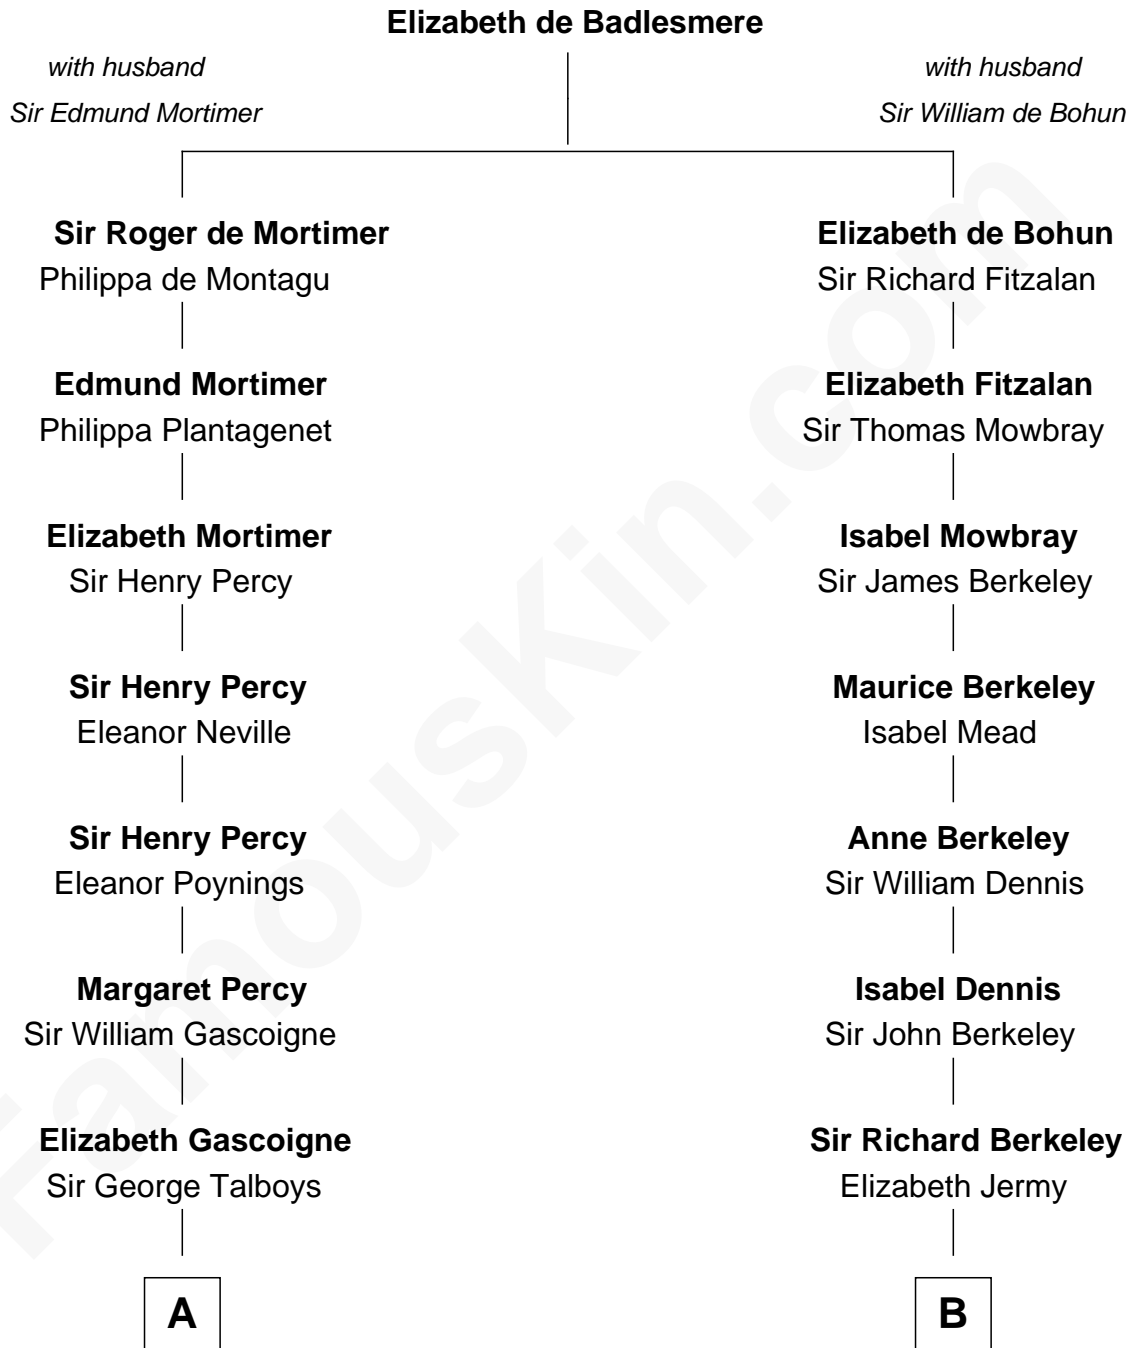 Elizabeth de Badlesmere
with husband
Sir Edmund Mortimer
with husband
Sir William de Bohun
Sir Roger de Mortimer
Philippa de Montagu
Elizabeth de Bohun
Sir Richard Fitzalan
Edmund Mortimer
Philippa Plantagenet
Elizabeth Fitzalan
Sir Thomas Mowbray
Elizabeth Mortimer
Sir Henry Percy
Isabel Mowbray
Sir James Berkeley
Sir Henry Percy
Eleanor Neville
Maurice Berkeley
Isabel Mead
Sir Henry Percy
Eleanor Poynings
Anne Berkeley
Sir William Dennis
Margaret Percy
Sir William Gascoigne
Isabel Dennis
Sir John Berkeley
Elizabeth Gascoigne
Sir George Talboys
Sir Richard Berkeley
Elizabeth Jermy
A
B
FamousKin.com